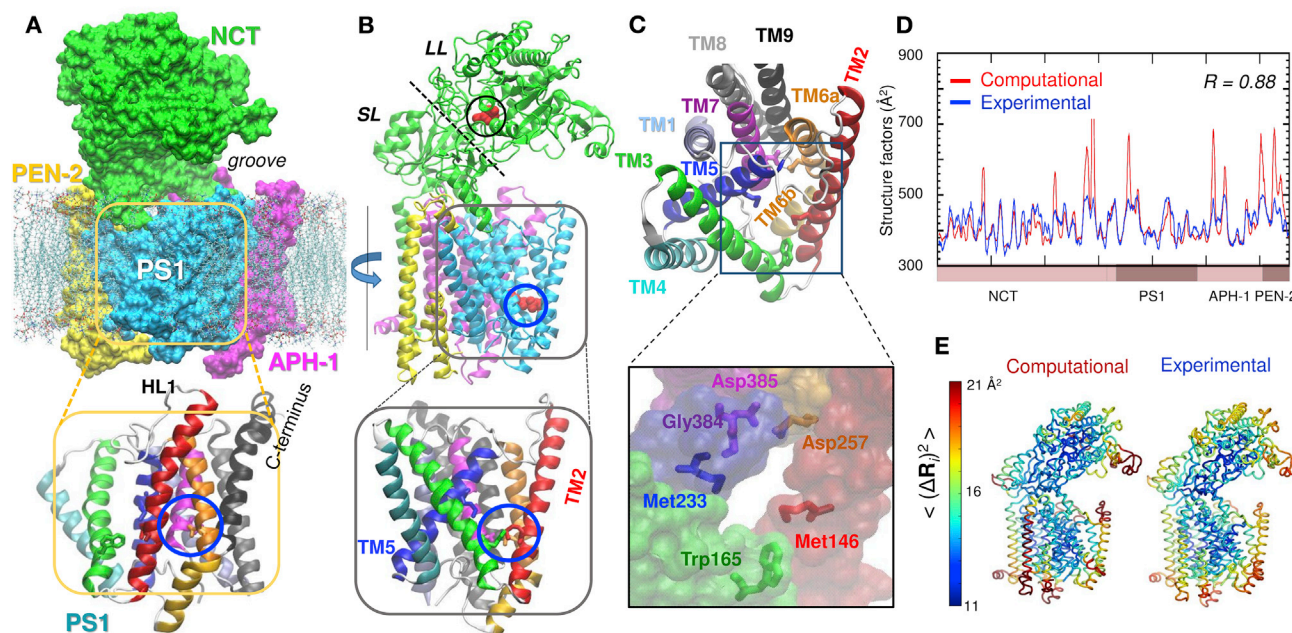 A
NCT
groove
PEN-2
PS1
APH-1
HL1
C-terminus
PS1
B
LL
SL
TM5
TM2
C
TM8
TM9
TM2
TM7
TM6a
TM1
TM3
TM5
TM6b
TM4
Asp385
Gly384
Asp257
Met233
Met146
Trp165
D
900
Computational
R = 0.88
Experimental
700
500
300
Structure factors (Å²)
NCT
PS1
APH-1
PEN-2
E
Computational
Experimental
21 Å²
16
11
< (ΔRᵢ)² >